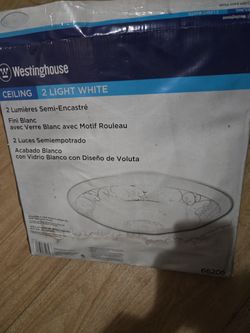 Westinghouse
CEILING 2 LIGHT WHITE
2 Lumières Semi-Encastré
Fini Blanc
avec Verre Blanc avec Motif Rouleau
2 Luces Semiempotrado
Acabado Blanco
con Vidrio Blanco con Diseño de Voluta
66206